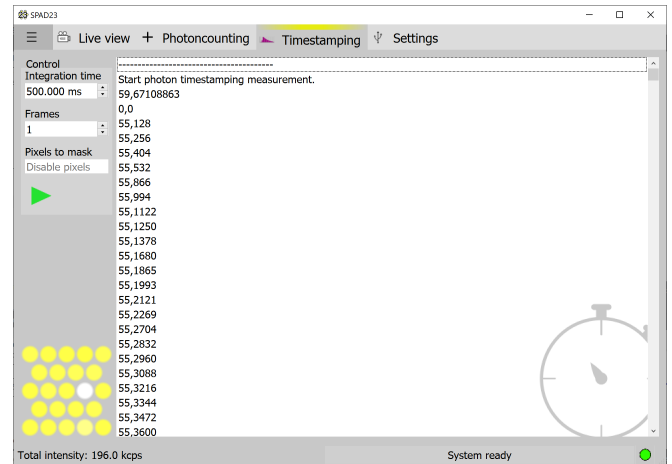 23 SPAD23
Live view
Photoncounting
Timestamping
Settings
Control
Integration time
500.000 ms
Frames
1
Pixels to mask
Disable pixels
----------------------------------------
Start photon timestamping measurement.
59,67108863
0,0
55,128
55,256
55,404
55,532
55,866
55,994
55,1122
55,1250
55,1378
55,1680
55,1865
55,1993
55,2121
55,2269
55,2704
55,2832
55,2960
55,3088
55,3216
55,3344
55,3472
55,3600
Total intensity: 196.0 kcps
System ready